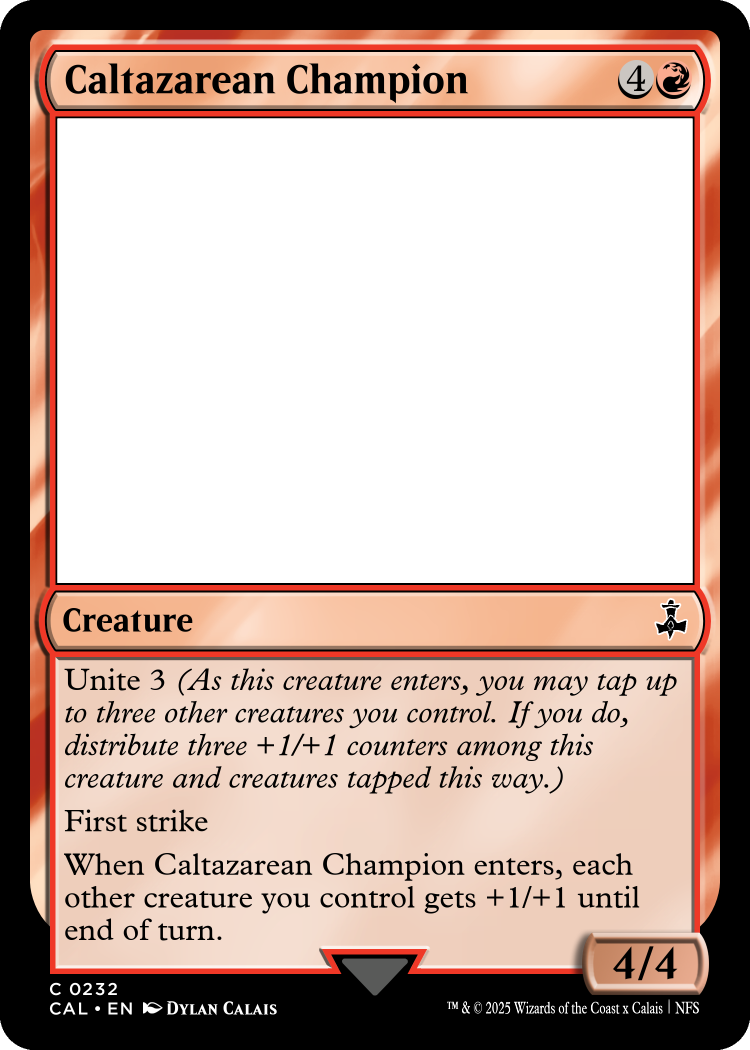 Caltazarean Champion 4
Creature
Unite 3 (As this creature enters, you may tap up
to three other creatures you control. If you do,
distribute three +1/+1 counters among this
creature and creatures tapped this way.)
First strike
When Caltazarean Champion enters, each
other creature you control gets +1/+1 until
end of turn.
4/4
C 0232
CAL • EN Dylan Calais
™ & © 2025 Wizards of the Coast x Calais | NFS